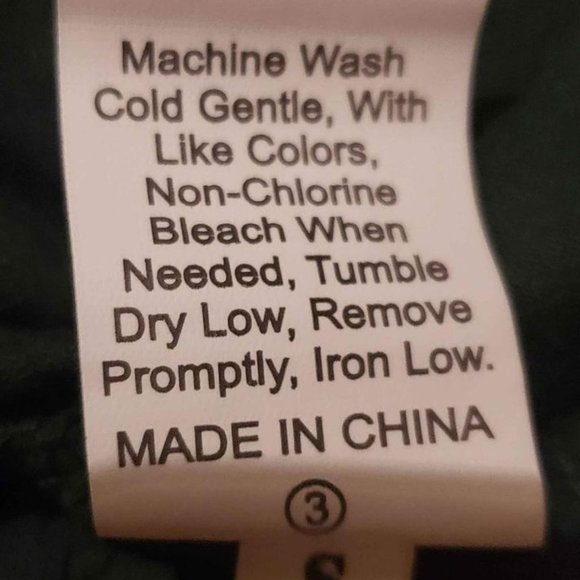 Machine Wash
Cold Gentle, With
Like Colors,
Non-Chlorine
Bleach When
Needed, Tumble
Dry Low, Remove
Promptly, Iron Low.
MADE IN CHINA
③
S